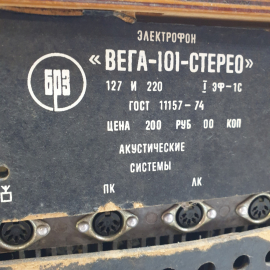 ЭЛЕКТРОФОН
«ВЕГА-101-СТЕРЕО»
БРЗ
127 И 220 I ЭФ-1С
ГОСТ 11157-74
ЦЕНА 200 РУБ 00 КОП
АКУСТИЧЕСКИЕ
СИСТЕМЫ
ПК ЛК